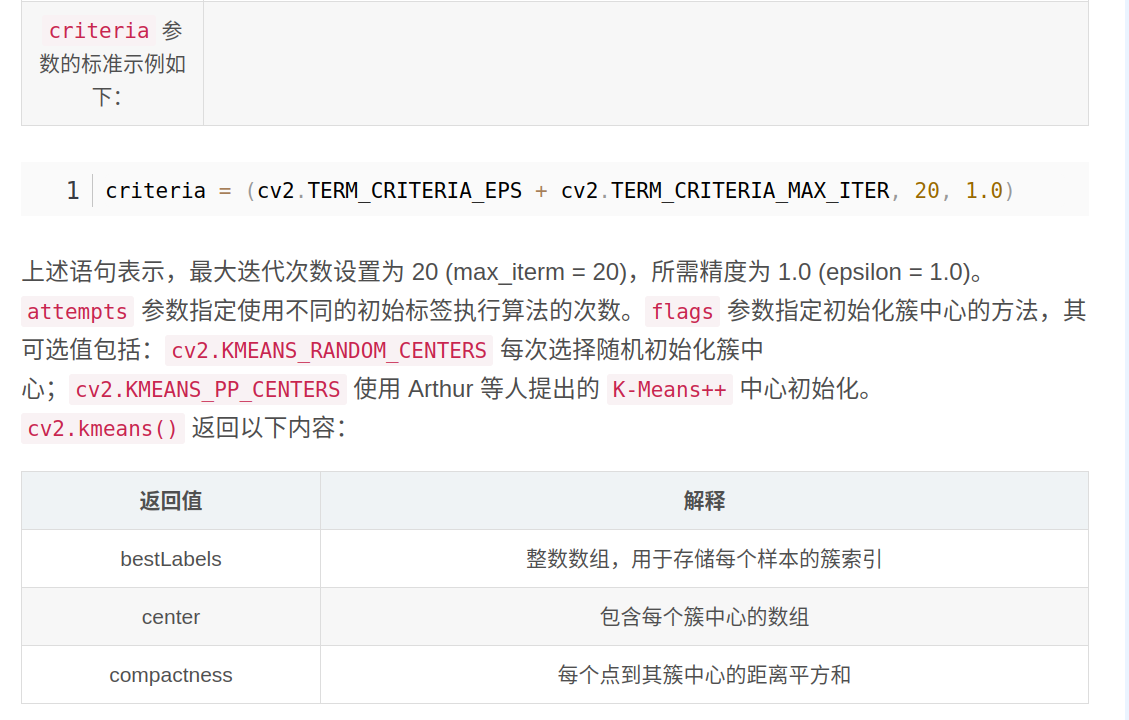 criteria 参
数的标准示例如
下：
1 criteria = (cv2.TERM_CRITERIA_EPS + cv2.TERM_CRITERIA_MAX_ITER, 20, 1.0)
上述语句表示，最大迭代次数设置为 20 (max_iterm = 20)，所需精度为 1.0 (epsilon = 1.0)。
attempts 参数指定使用不同的初始标签执行算法的次数。flags 参数指定初始化簇中心的方法，其
可选值包括：cv2.KMEANS_RANDOM_CENTERS 每次选择随机初始化簇中
心；cv2.KMEANS_PP_CENTERS 使用 Arthur 等人提出的 K-Means++ 中心初始化。
cv2.kmeans() 返回以下内容：
返回值 解释
bestLabels 整数数组，用于存储每个样本的簇索引
center 包含每个簇中心的数组
compactness 每个点到其簇中心的距离平方和